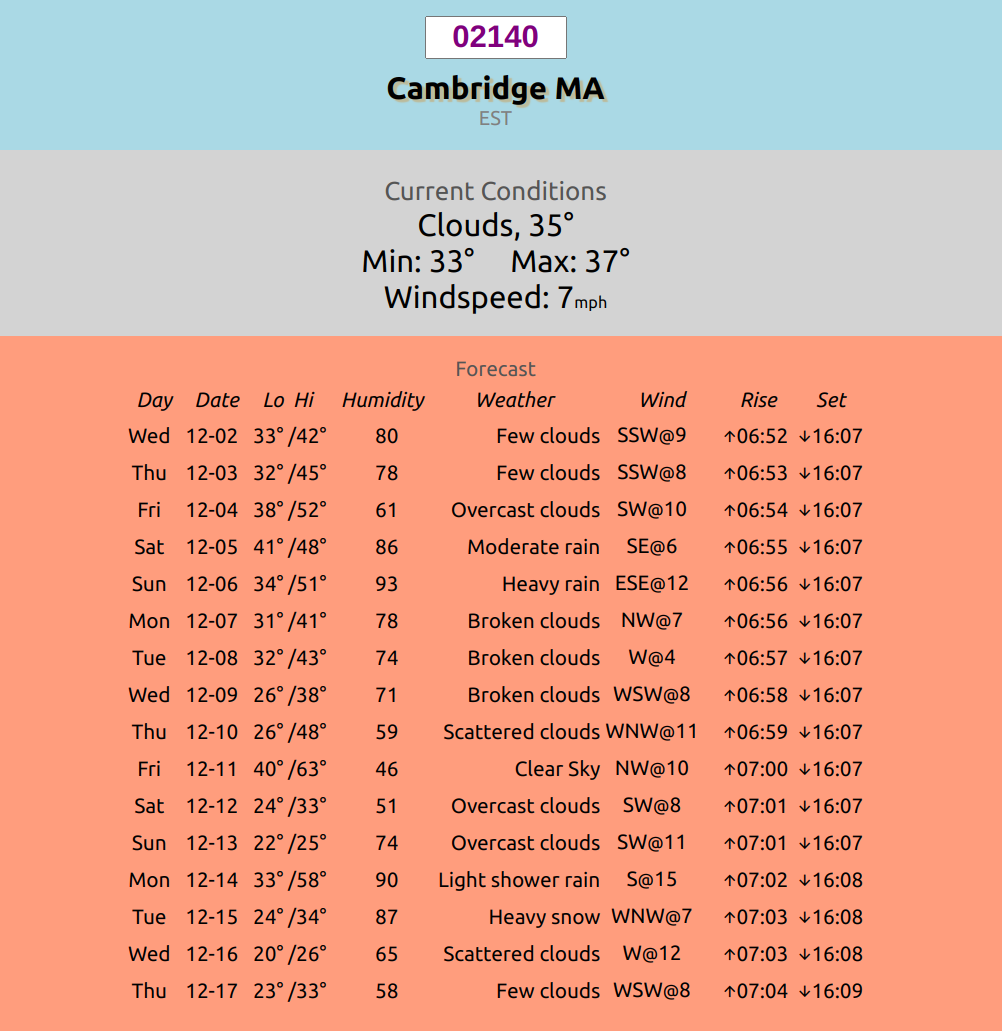 02140
Cambridge MA
EST
Current Conditions
Clouds, 35°
Min: 33° Max: 37°
Windspeed: 7mph
Forecast
Day Date Lo Hi Humidity Weather Wind Rise Set
Wed 12-02 33° /42° 80 Few clouds SSW@9 ↑06:52 ↓16:07
Thu 12-03 32° /45° 78 Few clouds SSW@8 ↑06:53 ↓16:07
Fri 12-04 38° /52° 61 Overcast clouds SW@10 ↑06:54 ↓16:07
Sat 12-05 41° /48° 86 Moderate rain SE@6 ↑06:55 ↓16:07
Sun 12-06 34° /51° 93 Heavy rain ESE@12 ↑06:56 ↓16:07
Mon 12-07 31° /41° 78 Broken clouds NW@7 ↑06:56 ↓16:07
Tue 12-08 32° /43° 74 Broken clouds W@4 ↑06:57 ↓16:07
Wed 12-09 26° /38° 71 Broken clouds WSW@8 ↑06:58 ↓16:07
Thu 12-10 26° /48° 59 Scattered clouds WNW@11 ↑06:59 ↓16:07
Fri 12-11 40° /63° 46 Clear Sky NW@10 ↑07:00 ↓16:07
Sat 12-12 24° /33° 51 Overcast clouds SW@8 ↑07:01 ↓16:07
Sun 12-13 22° /25° 74 Overcast clouds SW@11 ↑07:01 ↓16:07
Mon 12-14 33° /58° 90 Light shower rain S@15 ↑07:02 ↓16:08
Tue 12-15 24° /34° 87 Heavy snow WNW@7 ↑07:03 ↓16:08
Wed 12-16 20° /26° 65 Scattered clouds W@12 ↑07:03 ↓16:08
Thu 12-17 23° /33° 58 Few clouds WSW@8 ↑07:04 ↓16:09